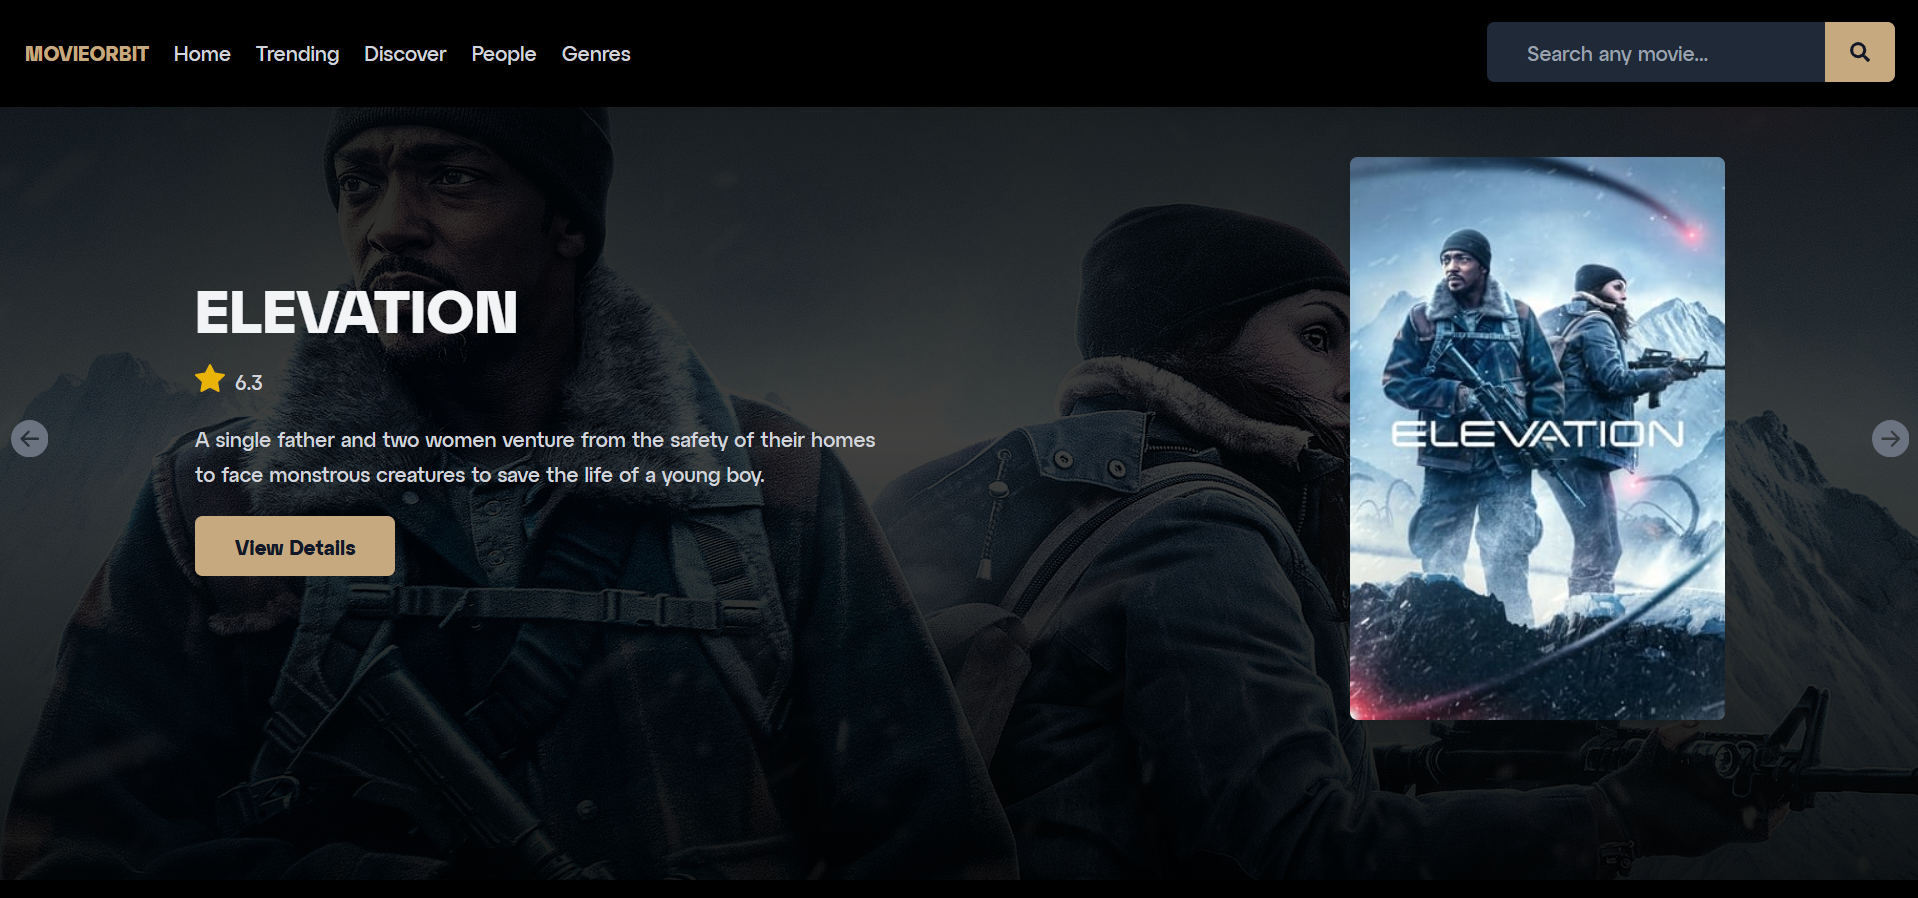 MOVIEORBIT Home Trending Discover People Genres
Search any movie...
ELEVATION
6.3
A single father and two women venture from the safety of their homes
to face monstrous creatures to save the life of a young boy.
View Details
ELEVATION